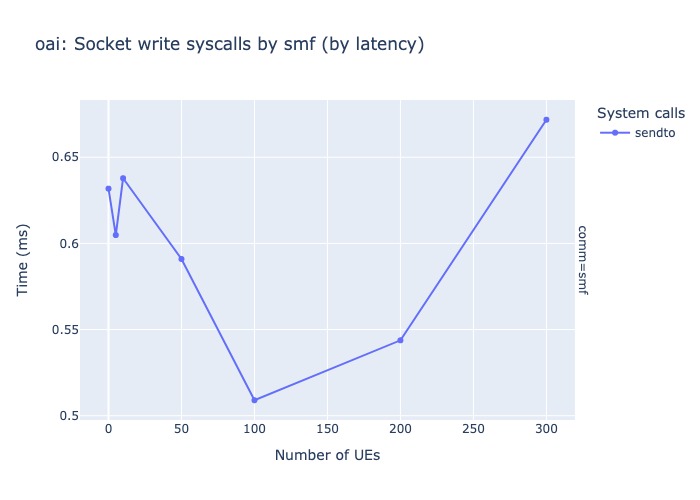 oai: Socket write syscalls by smf (by latency)
System calls
sendto
0.65
0.6
0.55
0.5
Time (ms)
comm=smf
0 50 100 150 200 250 300
Number of UEs